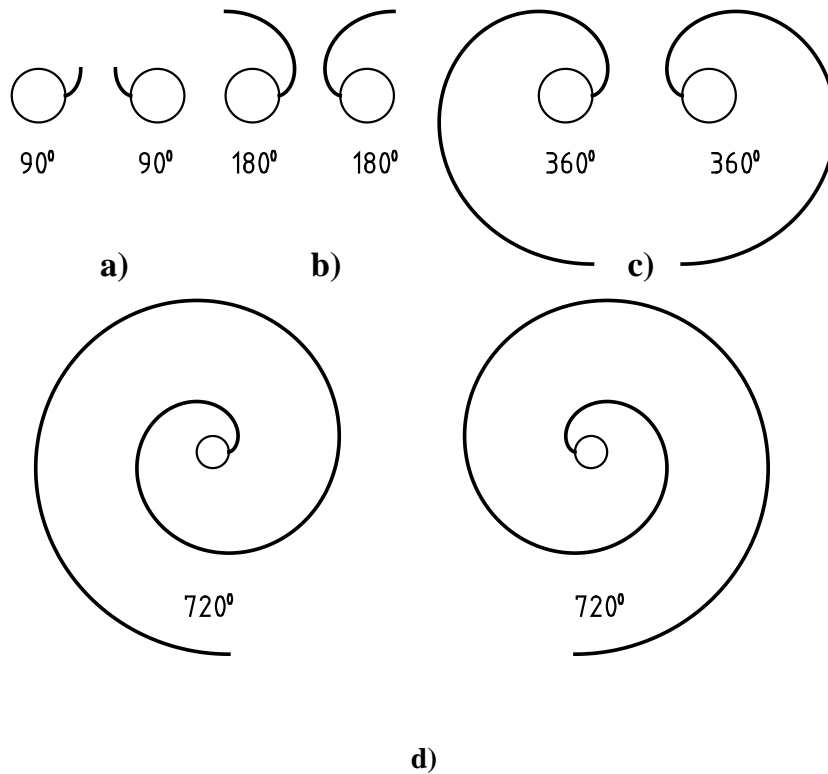 90⁰ 90⁰ 180⁰ 180⁰ 360⁰ 360⁰
a) b) c)
720⁰ 720⁰
d)